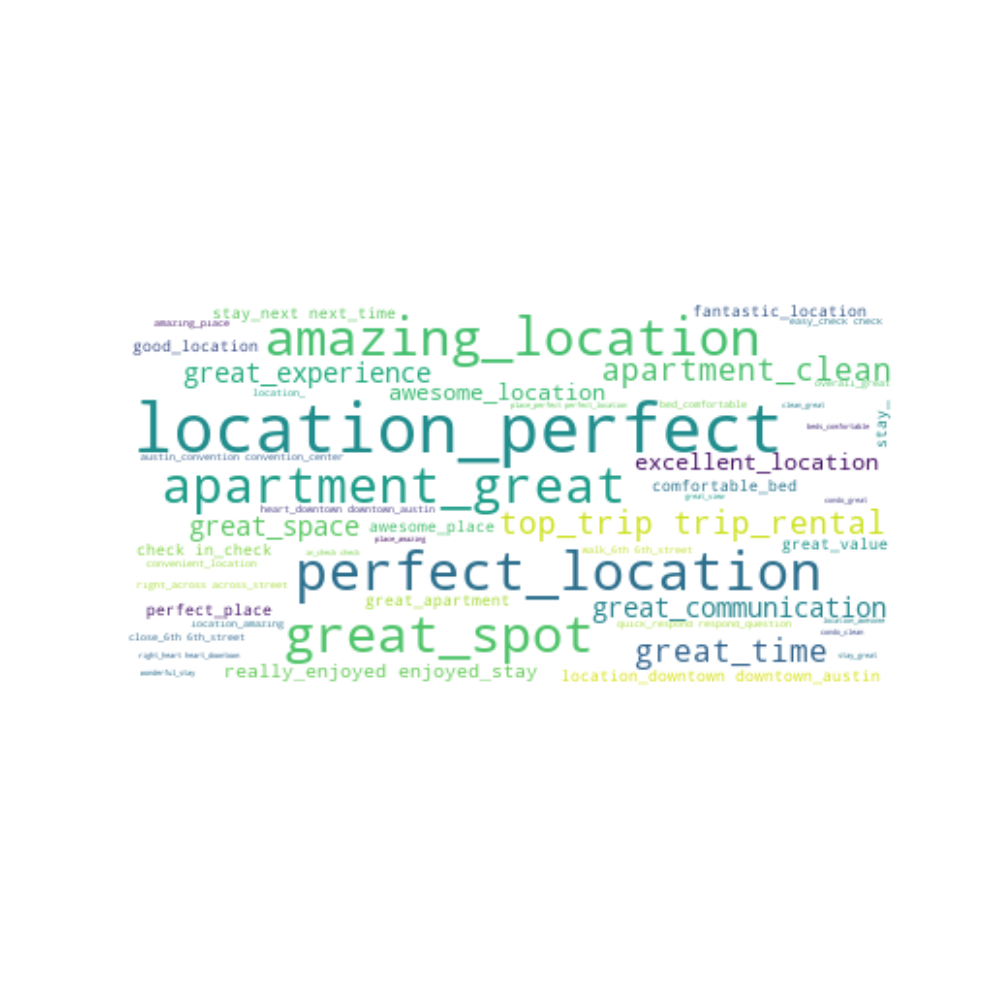 stay_next next_time
fantastic_location
amazing_place
easy_check check
amazing_location
good_location
great_experience
apartment_clean
overall_great
location_
awesome_location
place_perfect perfect_location
bed_comfortable
clean_great
stay_
location_perfect
beds_comfortable
austin_convention convention_center
excellent_location
apartment_great
comfortable_bed
great_view
condo_great
heart_downtown downtown_austin
great_space
awesome_place
top_trip trip_rental
place_amazing
great_value
check in_check
in_check check
walk_6th 6th_street
convenient_location
perfect_location
right_across across_street
great_apartment
perfect_place
great_communication
location_amazing
quick_respond respond_question
location_awesome
close_6th 6th_street
great_spot
condo_clean
right_heart heart_downtown
great_time
stay_great
wonderful_stay
really_enjoyed enjoyed_stay
location_downtown downtown_austin